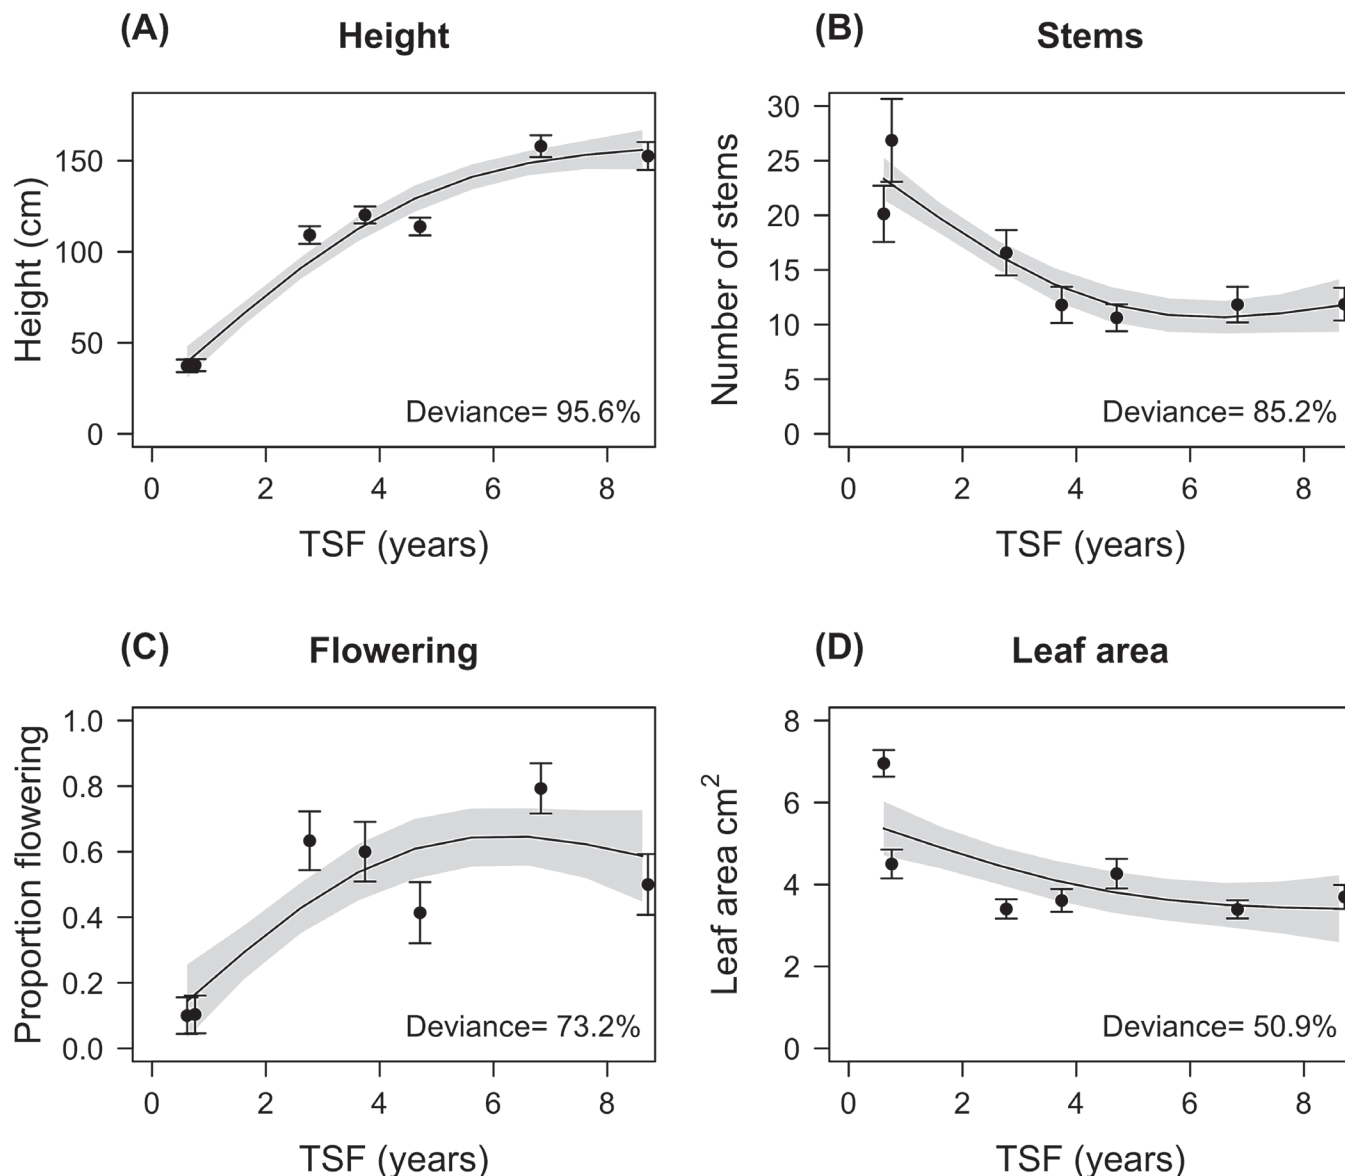 (A) Height
150
100
50
0
Height (cm)
Deviance= 95.6%
0 2 4 6 8
TSF (years)
(B) Stems
30
25
20
15
10
5
0
Number of stems
Deviance= 85.2%
0 2 4 6 8
TSF (years)
(C) Flowering
1.0
0.8
0.6
0.4
0.2
0.0
Proportion flowering
Deviance= 73.2%
0 2 4 6 8
TSF (years)
(D) Leaf area
8
6
4
2
0
Leaf area cm²
Deviance= 50.9%
0 2 4 6 8
TSF (years)